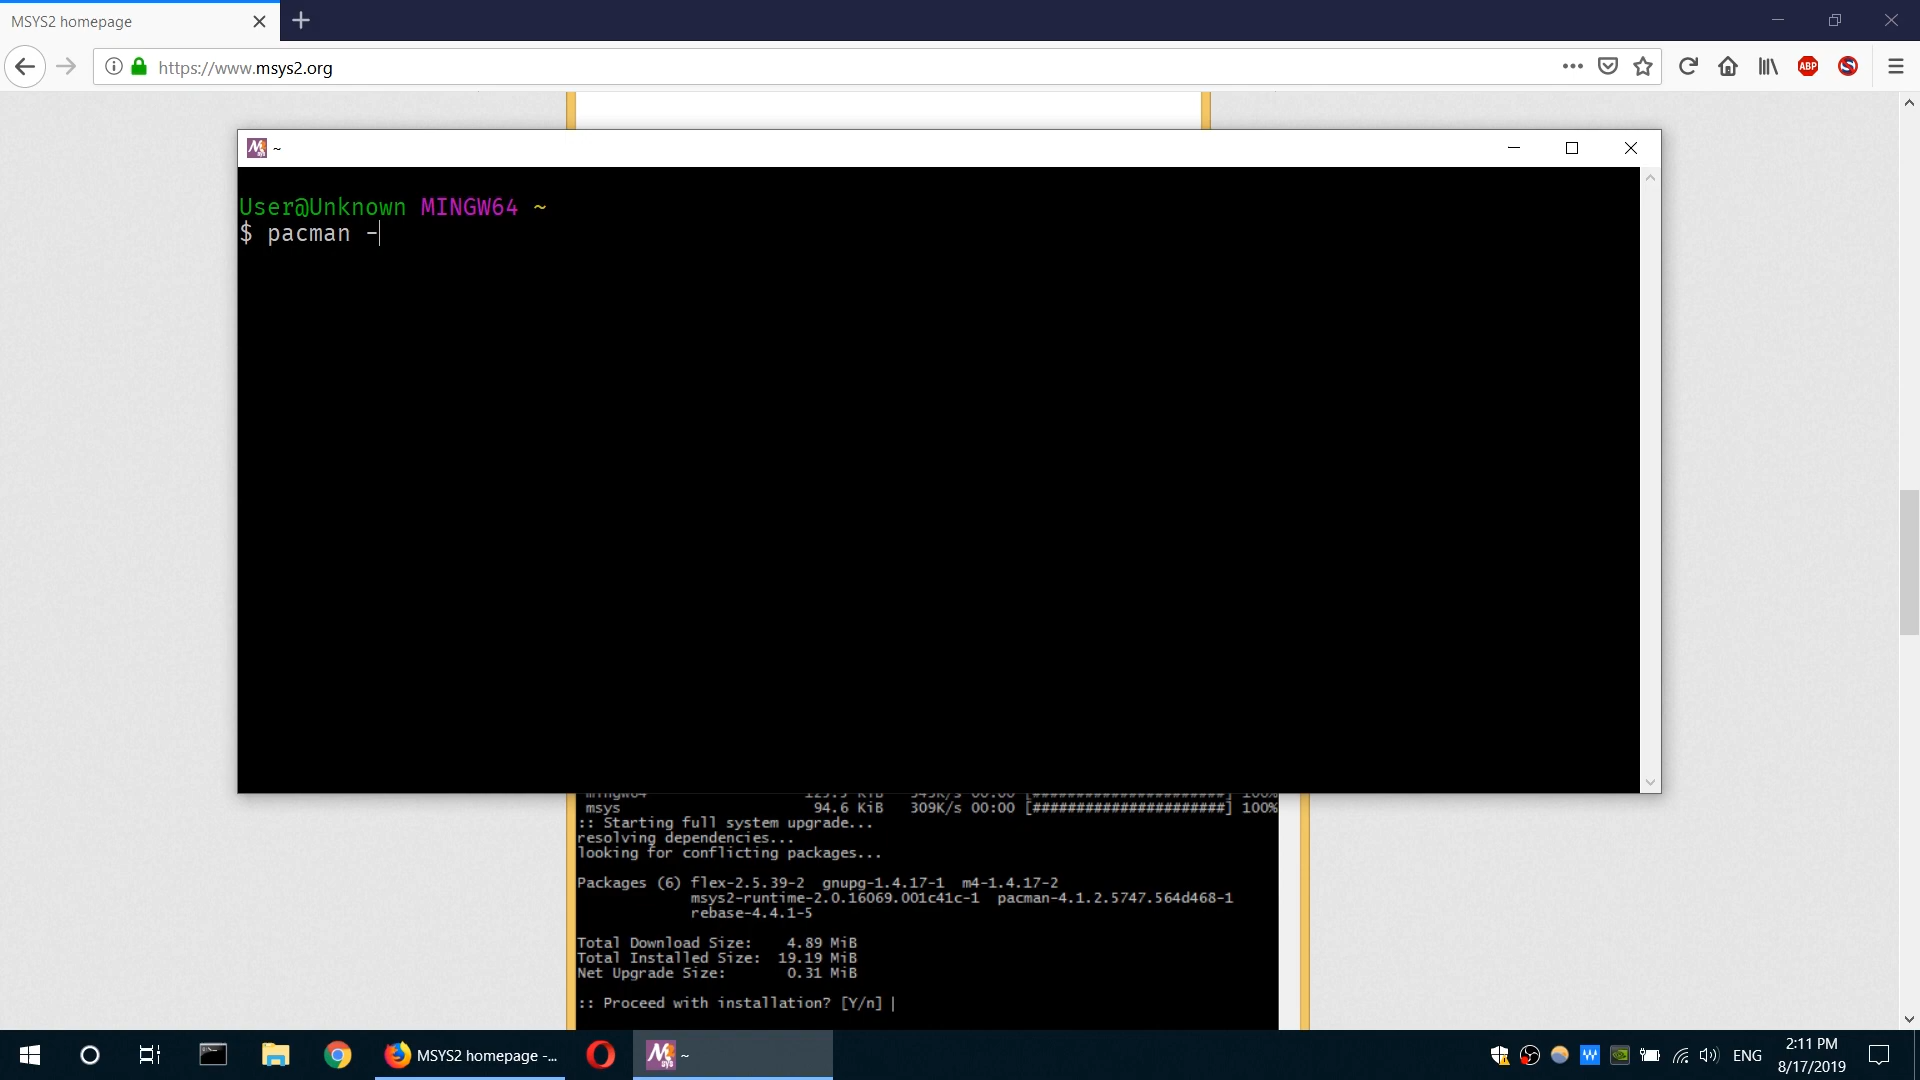 MSYS2 homepage
https://www.msys2.org
ABP
~
User@Unknown MINGW64 ~
$ pacman -
msys 94.6 KiB 309K/s 00:00 [######################] 100%
:: Starting full system upgrade...
resolving dependencies...
looking for conflicting packages...
Packages (6) flex-2.5.39-2 gnupg-1.4.17-1 m4-1.4.17-2
msys2-runtime-2.0.16069.001c41c-1 pacman-4.1.2.5747.564d468-1
rebase-4.4.1-5
Total Download Size: 4.89 MiB
Total Installed Size: 19.19 MiB
Net Upgrade Size: 0.31 MiB
:: Proceed with installation? [Y/n]
MSYS2 homepage -...
~
ENG
2:11 PM
8/17/2019